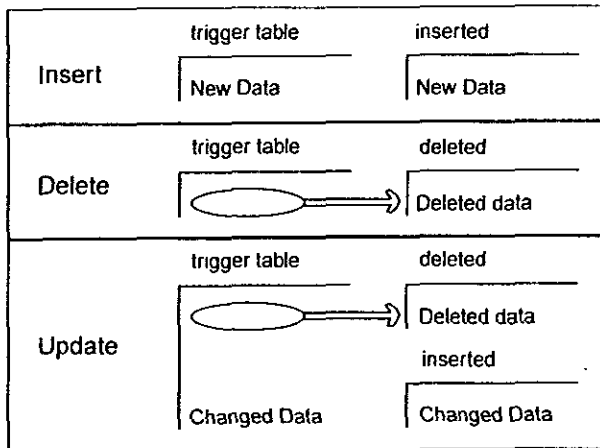 trigger table inserted
Insert
New Data New Data
trigger table deleted
Delete
Deleted data
trigger table deleted
Deleted data
Update
inserted
Changed Data Changed Data